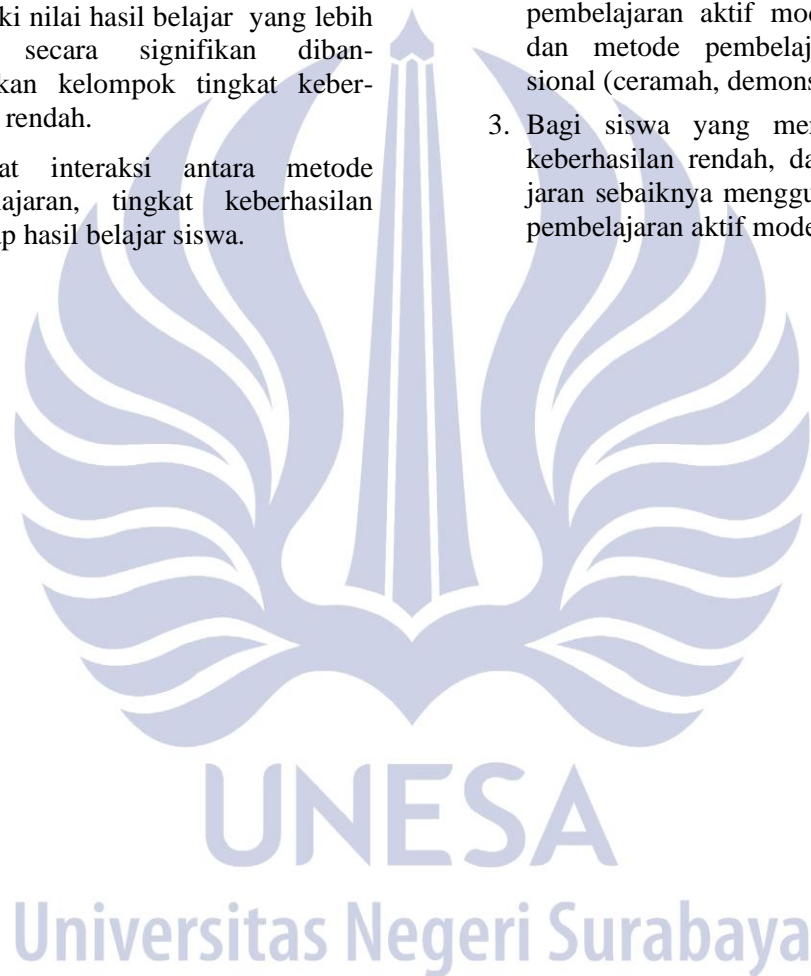 ki nilai hasil belajar yang lebih
secara signifikan diban-
kan kelompok tingkat keber-
rendah.
at interaksi antara metode
ajaran, tingkat keberhasilan
ap hasil belajar siswa.
pembelajaran aktif mod
dan metode pembelaj
sional (ceramah, demons
3. Bagi siswa yang me
keberhasilan rendah, da
jaran sebaiknya menggu
pembelajaran aktif mode
UNESA
Universitas Negeri Surabaya